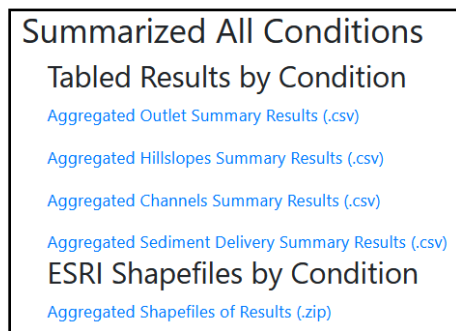 Summarized All Conditions
Tabled Results by Condition
Aggregated Outlet Summary Results (.csv)
Aggregated Hillslopes Summary Results (.csv)
Aggregated Channels Summary Results (.csv)
Aggregated Sediment Delivery Summary Results (.csv)
ESRI Shapefiles by Condition
Aggregated Shapefiles of Results (.zip)